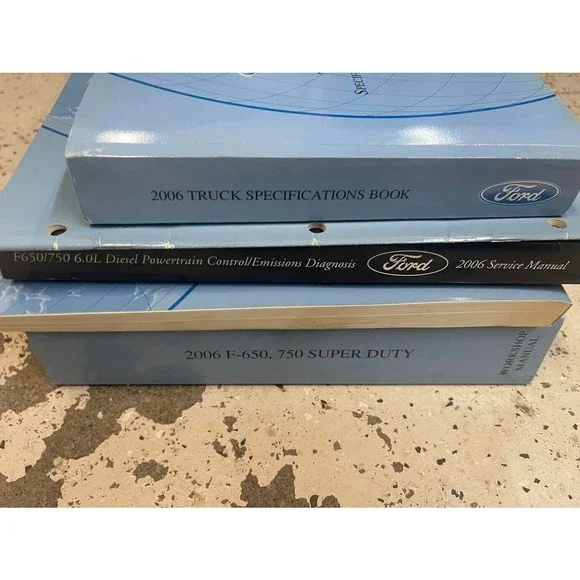 2006 TRUCK SPECIFICATIONS BOOK
Ford
F650/750 6.0L Diesel Powertrain Control/Emissions Diagnosis
Ford
2006 Service Manual
2006 F-650, 750 SUPER DUTY
WORKSHOP
MANUAL